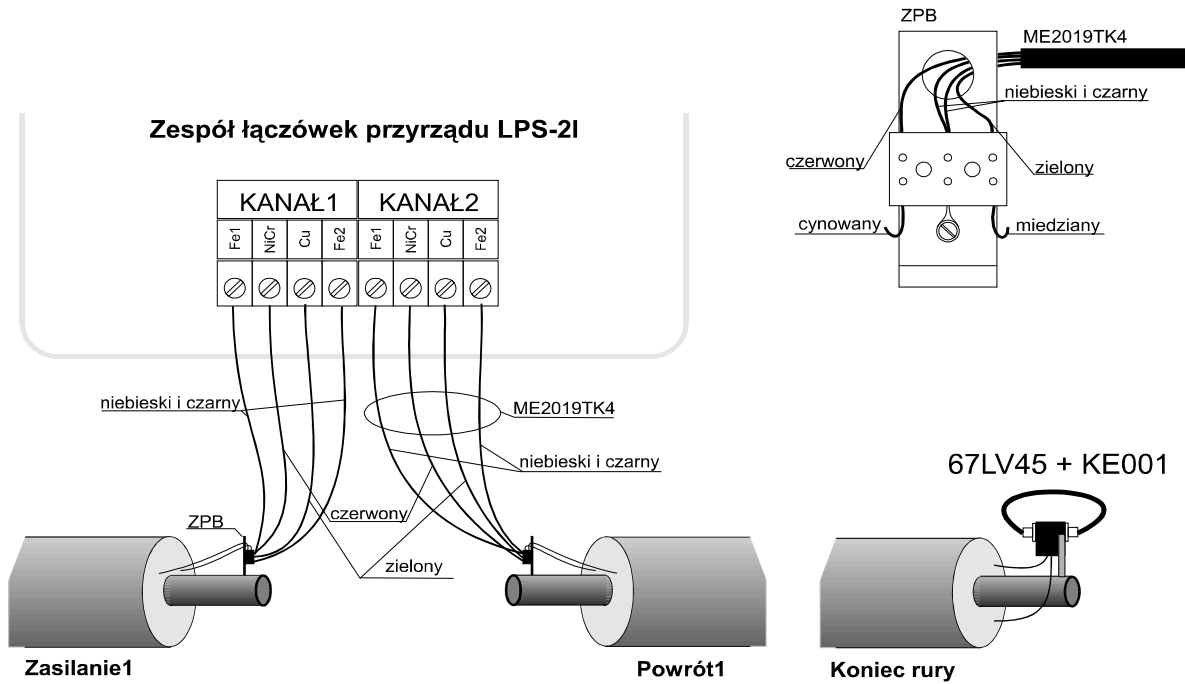 ZPB
ME2019TK4
niebieski i czarny
Zespół łączówek przyrządu LPS-2I
czerwony
zielony
KANAŁ1
KANAŁ2
cynowany
miedziany
Fe1
NiCr
Cu
Fe2
Fe1
NiCr
Cu
Fe2
niebieski i czarny
ME2019TK4
niebieski i czarny
67LV45 + KE001
czerwony
ZPB
zielony
Zasilanie1
Powrót1
Koniec rury